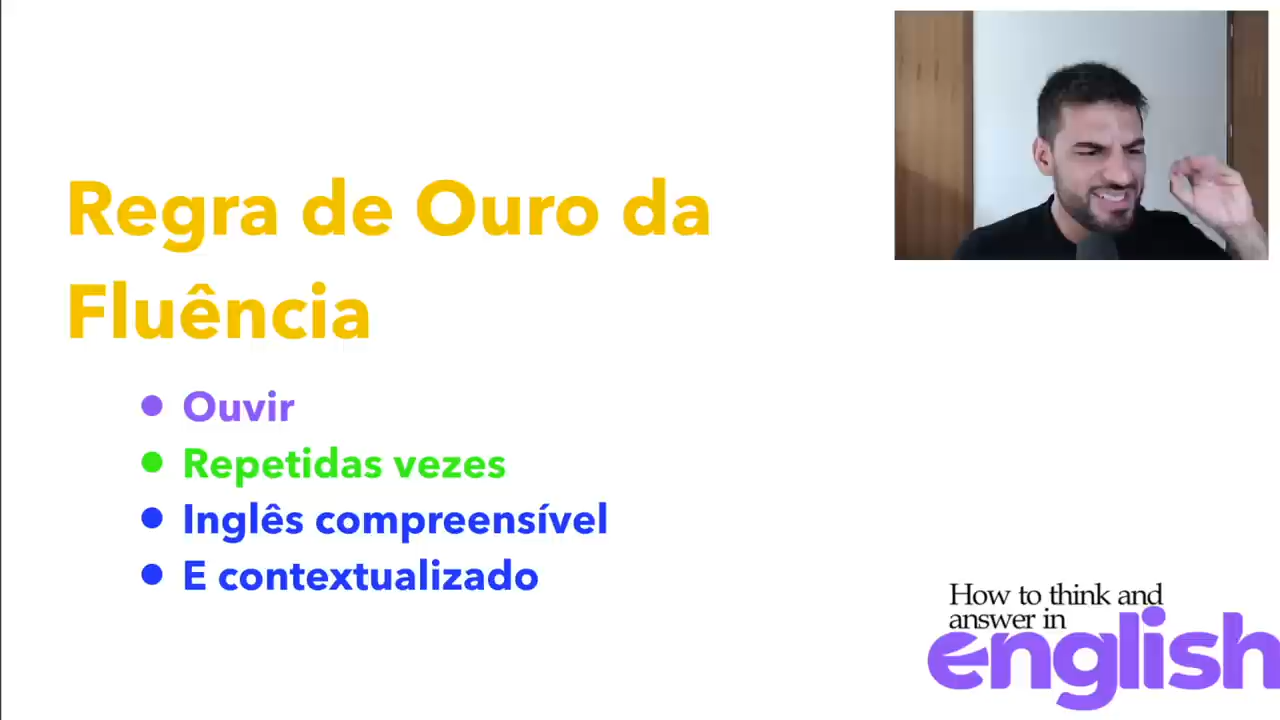 Regra de Ouro da
Fluência
Ouvir
Repetidas vezes
Inglês compreensível
E contextualizado
How to think and
answer in
english